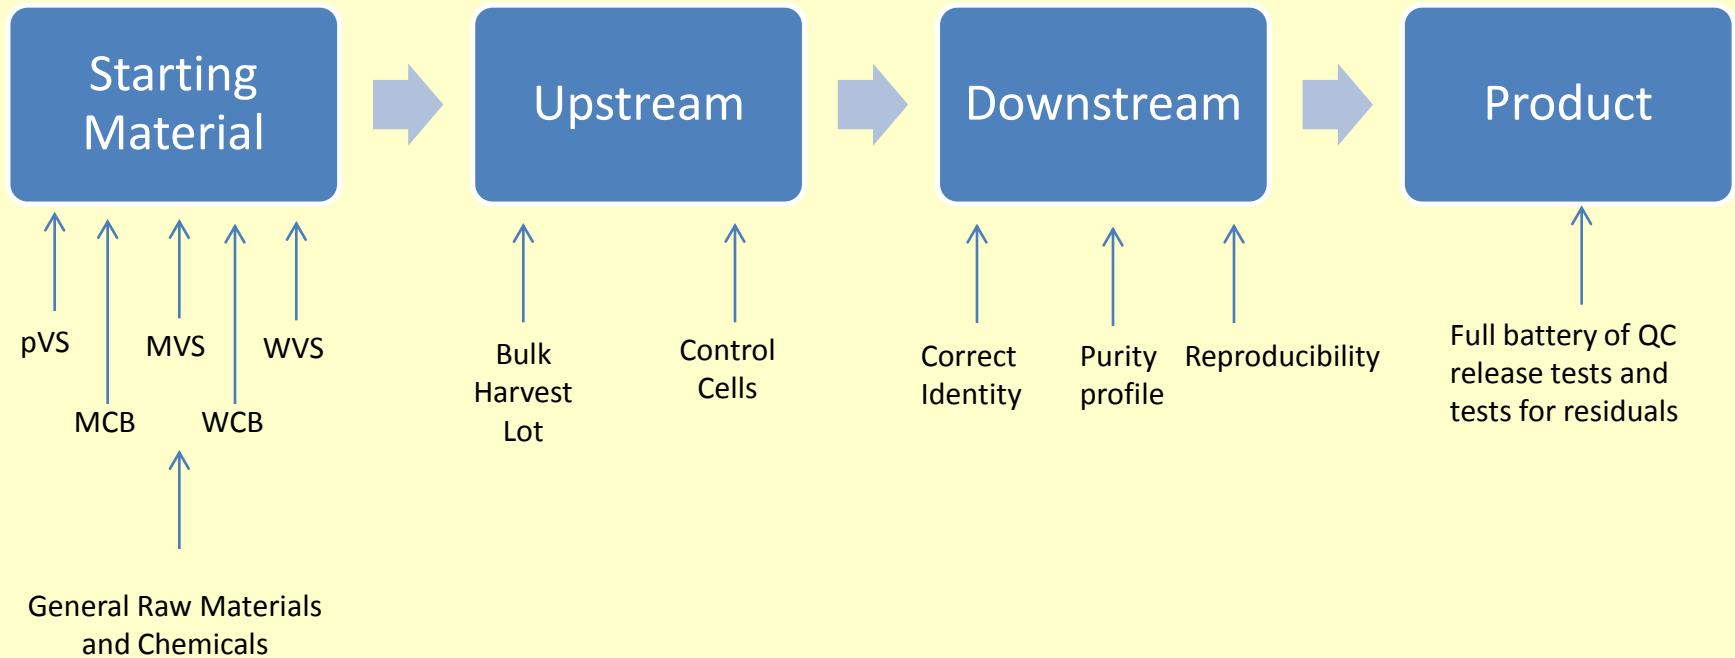 Starting
Material
Upstream
Downstream
Product
pVS
MVS
WVS
MCB
WCB
General Raw Materials
and Chemicals
Bulk
Harvest
Lot
Control
Cells
Correct
Identity
Purity
profile
Reproducibility
Full battery of QC
release tests and
tests for residuals